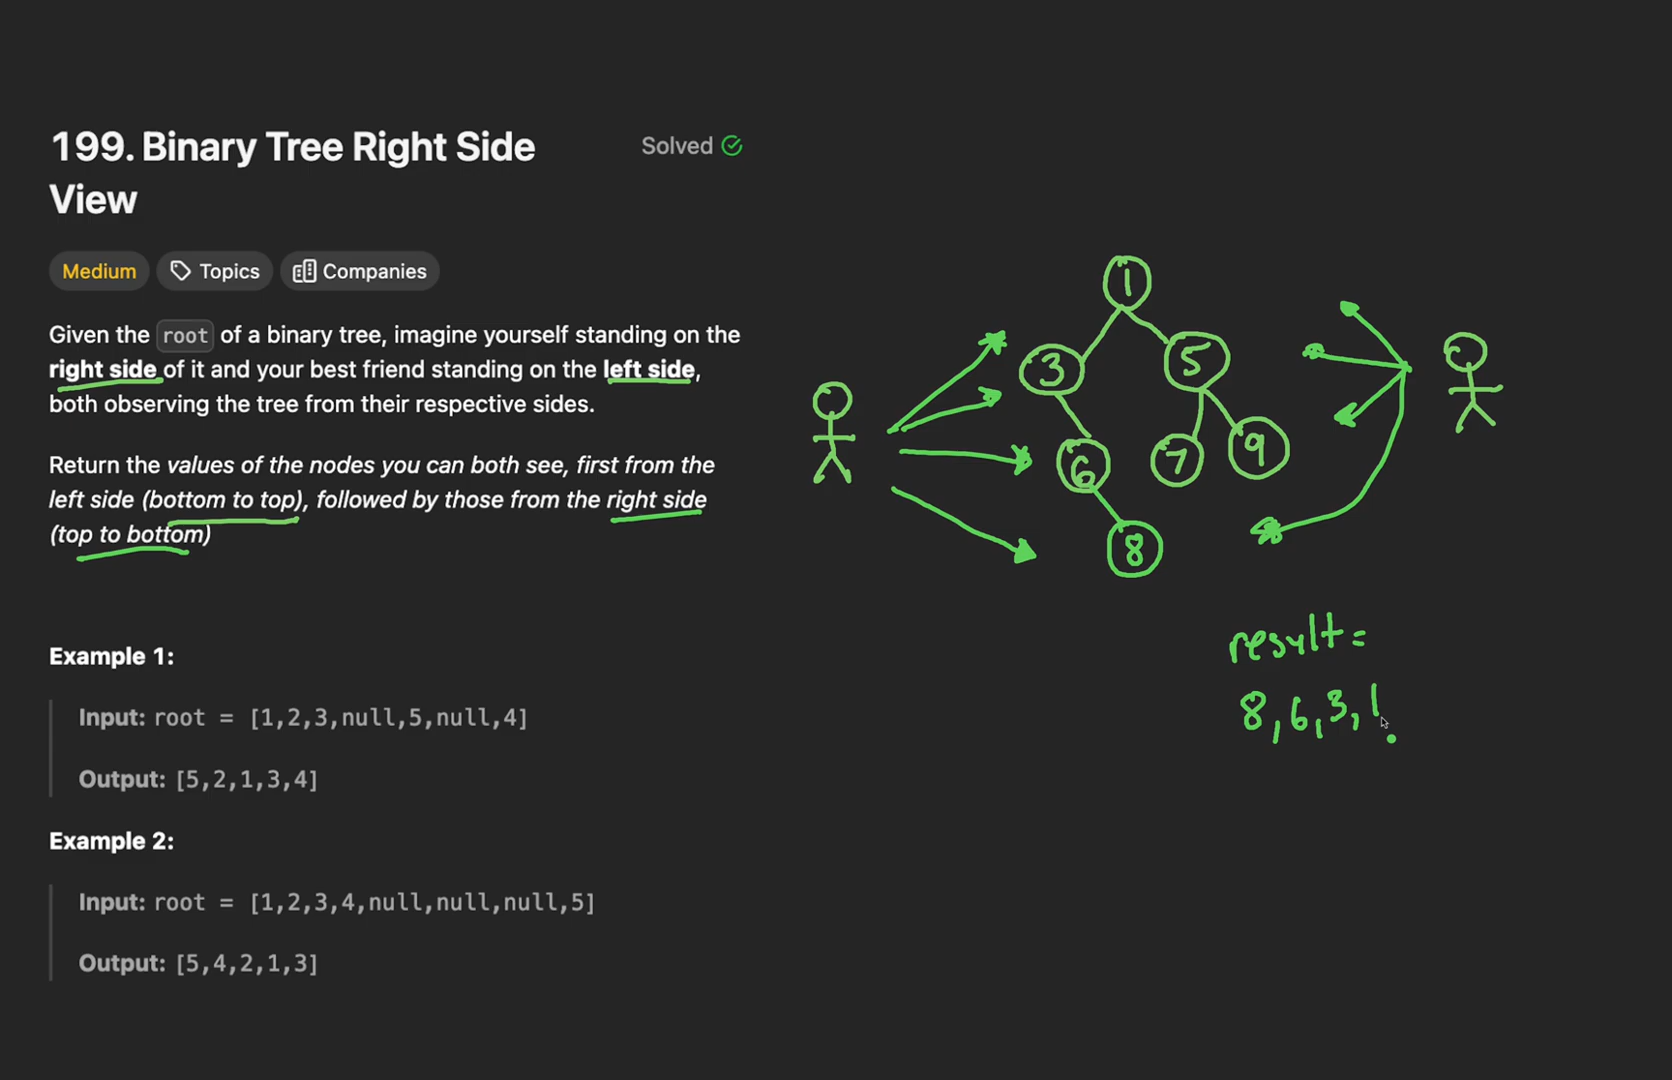 199. Binary Tree Right Side
View
Solved
Medium
Topics
Companies
Given the root of a binary tree, imagine yourself standing on the
right side of it and your best friend standing on the left side,
both observing the tree from their respective sides.
Return the values of the nodes you can both see, first from the
left side (bottom to top), followed by those from the right side
(top to bottom)
Example 1:
Input: root = [1,2,3,null,5,null,4]
Output: [5,2,1,3,4]
Example 2:
Input: root = [1,2,3,4,null,null,null,5]
Output: [5,4,2,1,3]
1
3 5
6 7 9
8
result=
8,6,3,1